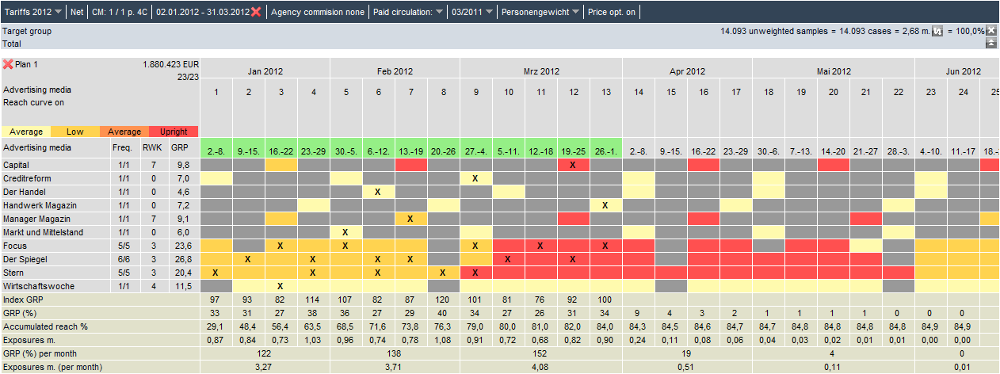 Tariffs 2012 Net CM: 1 / 1 p. 4C 02.01.2012 - 31.03.2012 Agency commision none Paid circulation: 03/2011 Personengewicht Price opt. on
Target group 14.093 unweighted samples = 14.093 cases = 2,68 m. = 100,0%
Total
Plan 1 1.880.423 EUR
23/23
Jan 2012 Feb 2012 Mrz 2012 Apr 2012 Mai 2012 Jun 2012
Advertising media 1 2 3 4 5 6 7 8 9 10 11 12 13 14 15 16 17 18 19 20 21 22 23 24 25
Reach curve on
Average Low Average Upright
Advertising media Freq. RWK GRP 2.-8. 9.-15. 16.-22 23.-29 30.-5. 6.-12. 13.-19 20.-26 27.-4. 5.-11. 12.-18 19.-25 26.-1. 2.-8. 9.-15. 16.-22 23.-29 30.-6. 7.-13. 14.-20 21.-27 28.-3. 4.-10. 11.-17 18.-
Capital 1/1 7 9,8 X
Creditreform 1/1 0 7,0 X
Der Handel 1/1 0 4,6 X
Handwerk Magazin 1/1 0 7,2 X
Manager Magazin 1/1 7 9,1 X
Markt und Mittelstand 1/1 0 6,0 X
Focus 5/5 3 23,6 X X X X X
Der Spiegel 6/6 3 26,8 X X X X X X
Stern 5/5 3 20,4 X X X X X
Wirtschaftswoche 1/1 4 11,5 X
Index GRP 97 93 82 114 107 82 87 120 101 81 76 92 100
GRP (%) 33 31 27 38 36 27 29 40 34 27 26 31 34 9 4 3 2 1 1 1 1 0 0 0
Accumulated reach % 29,1 48,4 56,4 63,5 68,5 71,6 73,8 76,3 79,0 80,0 81,0 82,0 84,0 84,3 84,5 84,6 84,7 84,7 84,8 84,8 84,8 84,8 84,9 84,9
Exposures m. 0,87 0,84 0,73 1,03 0,96 0,74 0,78 1,08 0,91 0,72 0,68 0,82 0,90 0,24 0,11 0,08 0,06 0,04 0,03 0,02 0,01 0,01 0,00 0,00
GRP (%) per month 122 138 152 19 4 0
Exposures m. (per month) 3,27 3,71 4,08 0,51 0,11 0,01